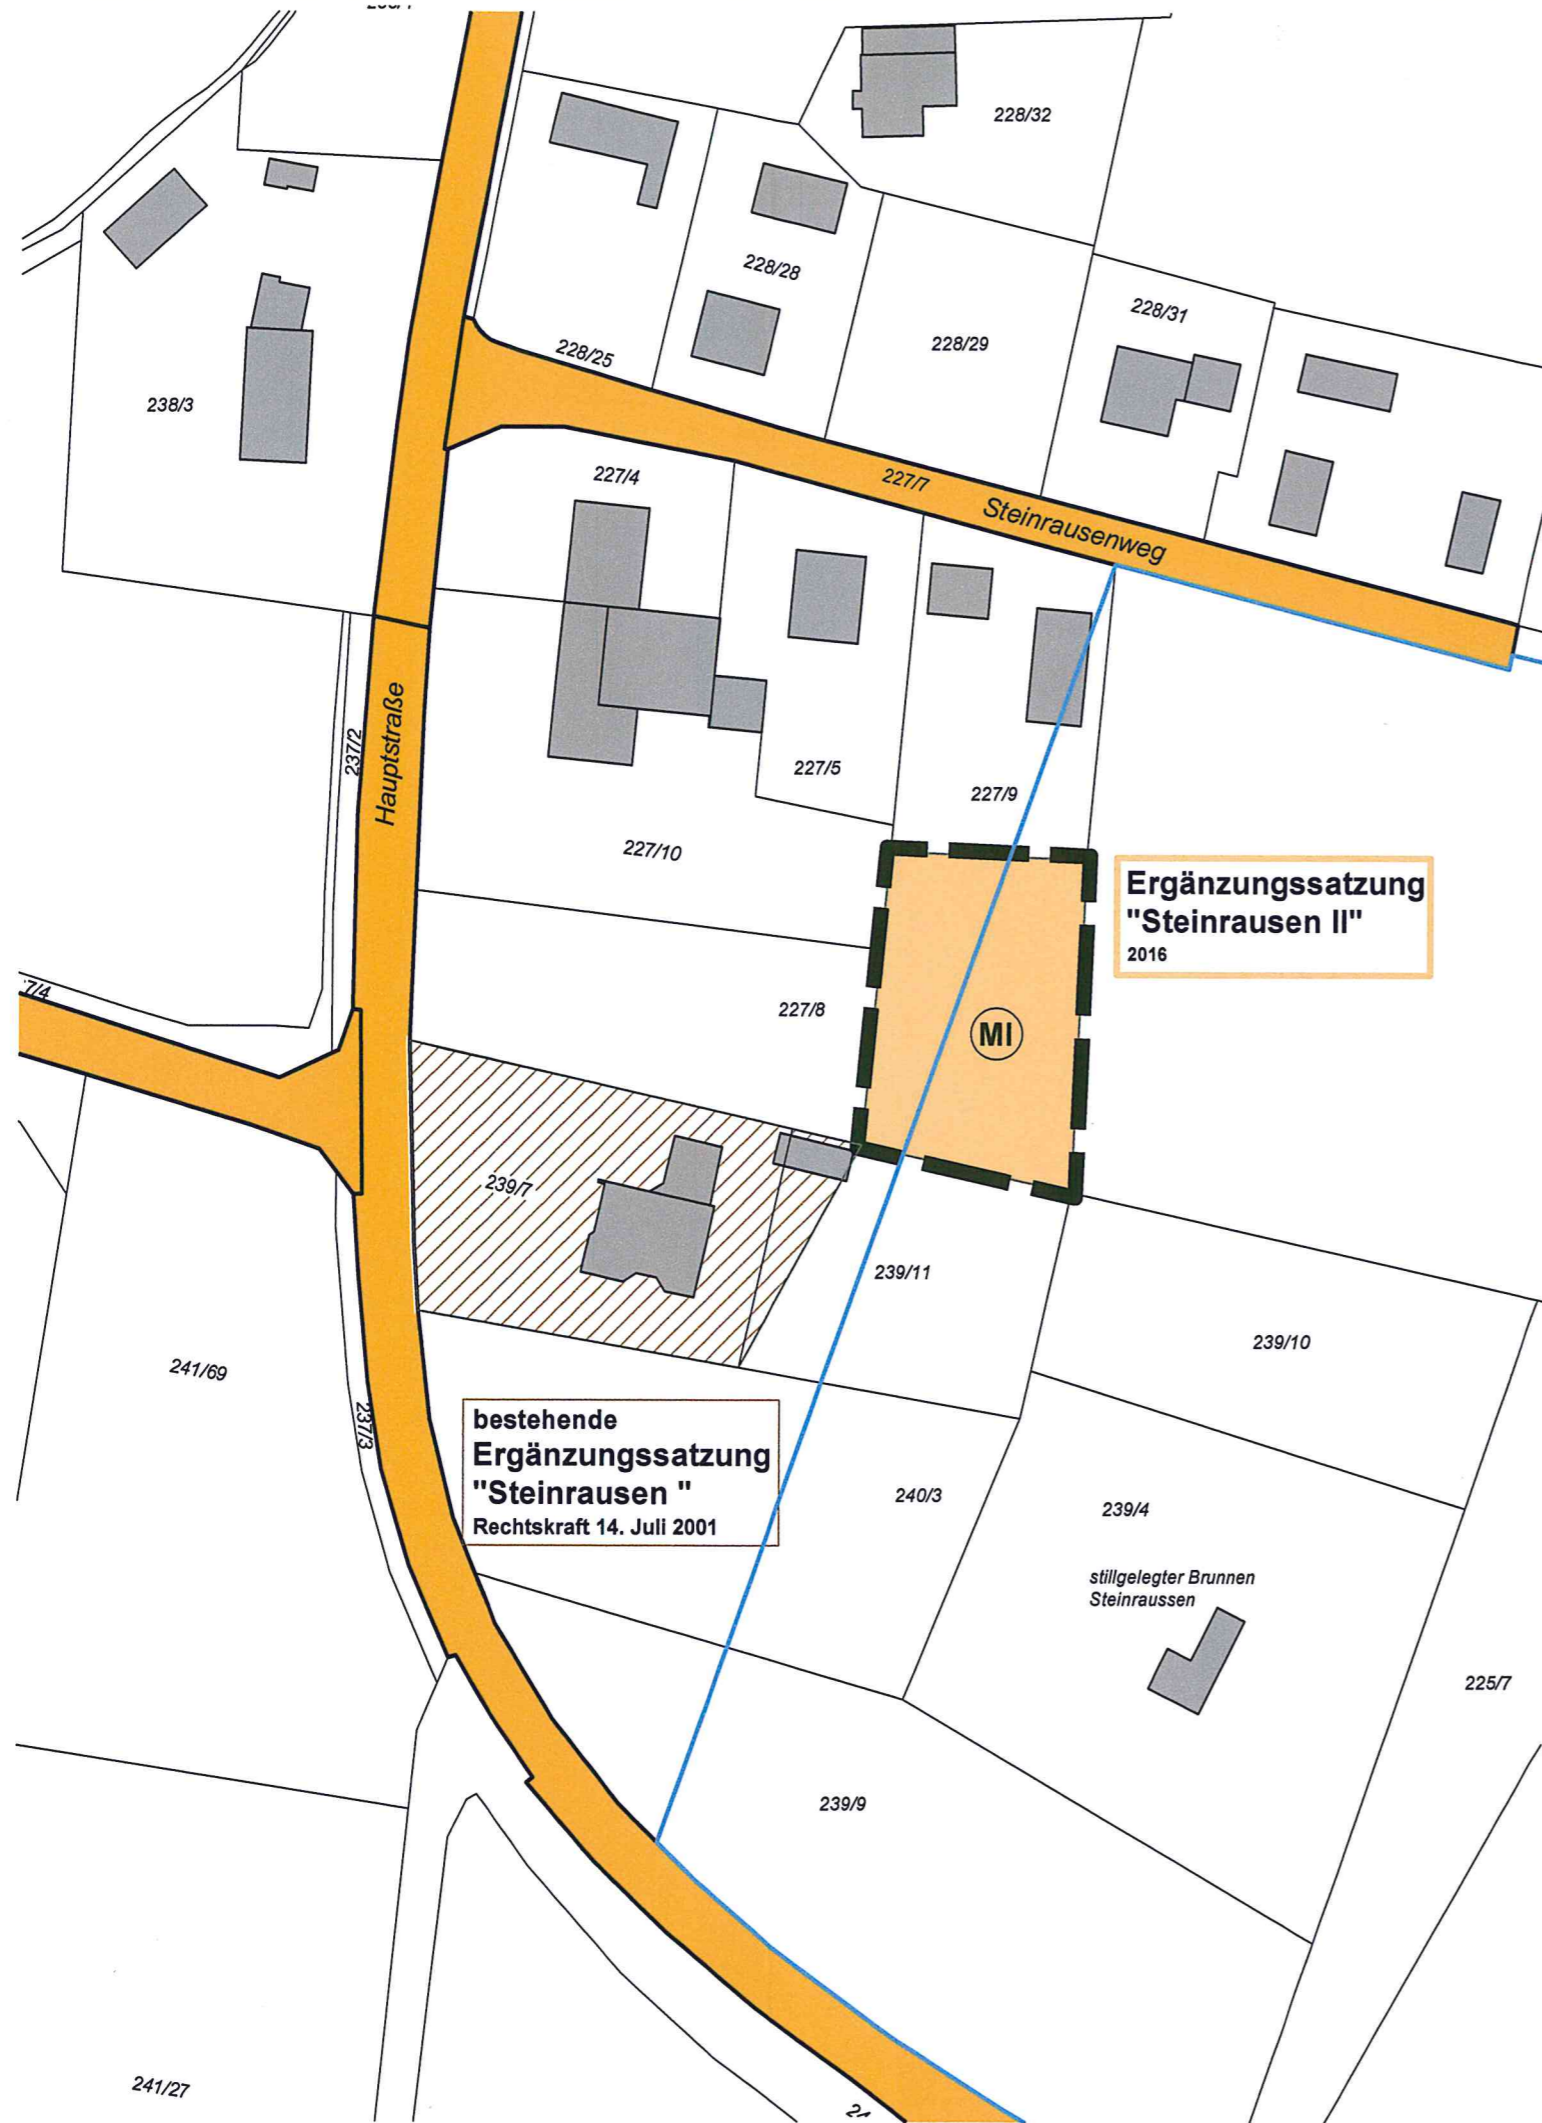 228/32
228/28
228/31
228/25
228/29
238/3
227/4
227/7
Steinrausenweg
Hauptstraße
237/2
227/5
227/9
227/10
Ergänzungssatzung
"Steinrausen II"
2016
7/4
227/8
MI
239/7
239/11
239/10
241/69
237/3
bestehende
Ergänzungssatzung
"Steinrausen "
Rechtskraft 14. Juli 2001
240/3
239/4
stillgelegter Brunnen
Steinraussen
225/7
239/9
241/27